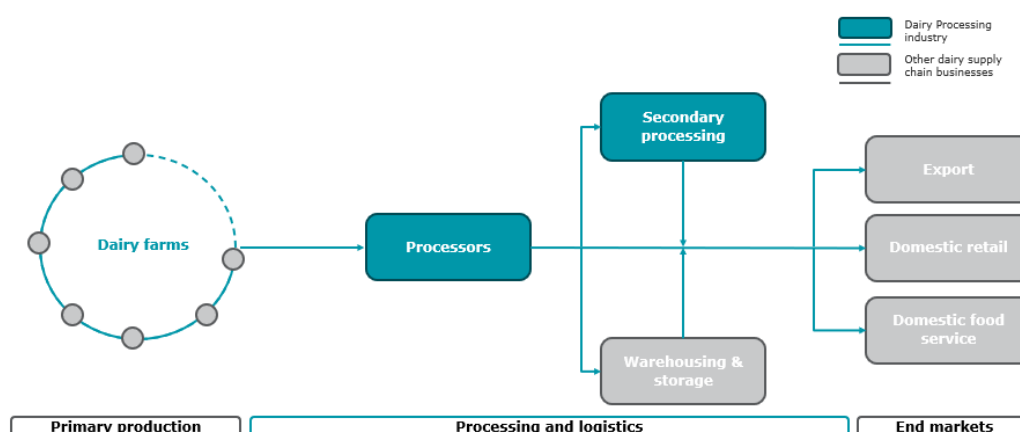 Dairy Processing
industry
Other dairy supply
chain businesses
Secondary
processing
Export
Dairy farms
Processors
Domestic retail
Domestic food
service
Warehousing &
storage
Primary production
Processing and logistics
End markets